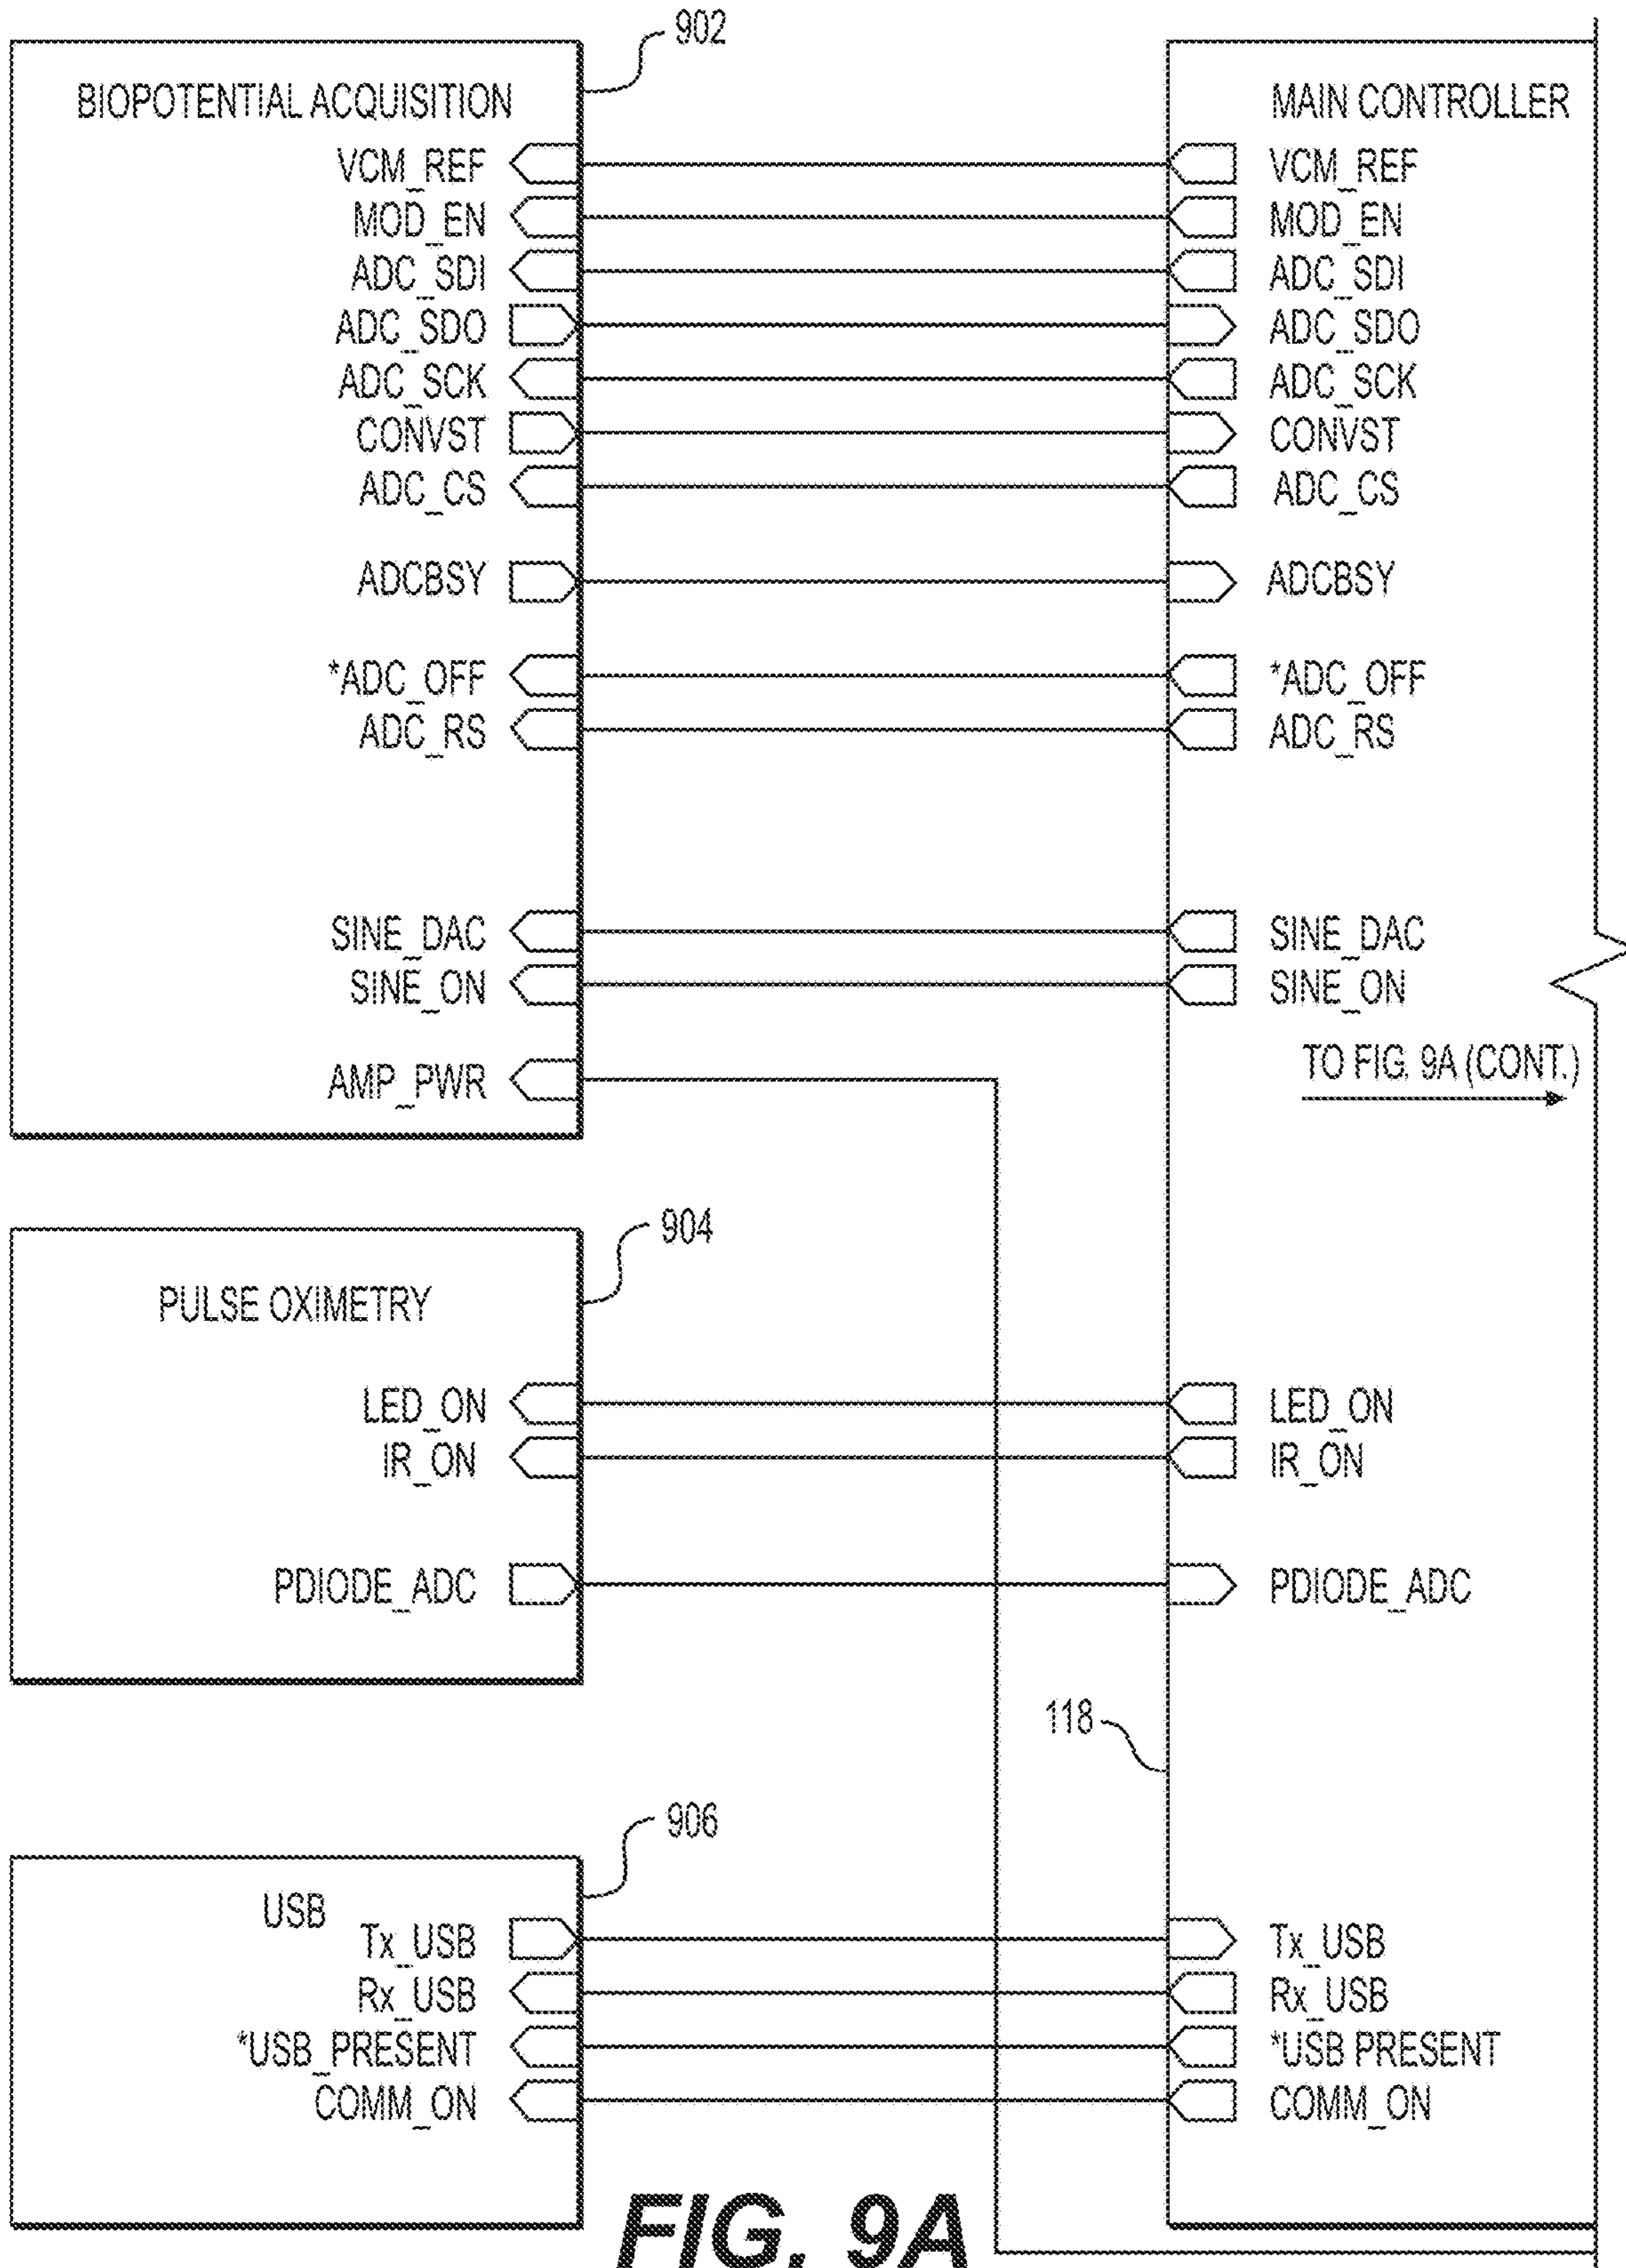 902
BIOPOTENTIAL ACQUISITION
MAIN CONTROLLER
VCM_REF VCM_REF
MOD_EN MOD_EN
ADC_SDI ADC_SDI
ADC_SDO ADC_SDO
ADC_SCK ADC_SCK
CONVST CONVST
ADC_CS ADC_CS
ADCBSY ADCBSY
*ADC_OFF *ADC_OFF
ADC_RS ADC_RS
SINE_DAC SINE_DAC
SINE_ON SINE_ON
TO FIG. 9A (CONT.)
AMP_PWR
904
PULSE OXIMETRY
LED_ON LED_ON
IR_ON IR_ON
PDIODE_ADC PDIODE_ADC
118
906
USB
Tx_USB Tx_USB
Rx_USB Rx_USB
*USB_PRESENT *USB PRESENT
COMM_ON COMM_ON
FIG. 9A